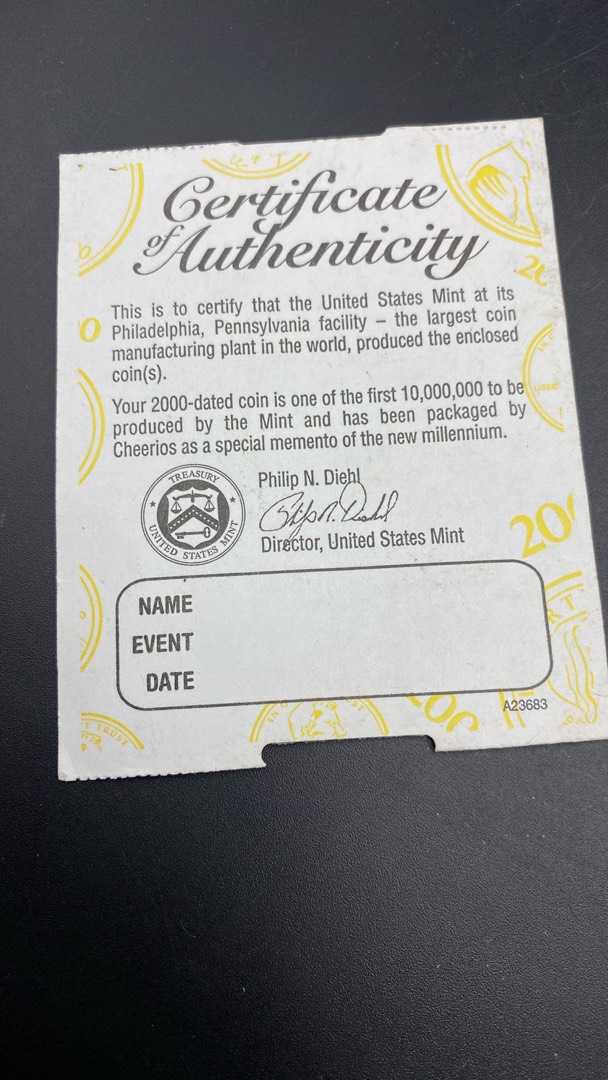 Certificate
of Authenticity
This is to certify that the United States Mint at its
Philadelphia, Pennsylvania facility – the largest coin
manufacturing plant in the world, produced the enclosed
coin(s).
Your 2000-dated coin is one of the first 10,000,000 to be
produced by the Mint and has been packaged by
Cheerios as a special memento of the new millennium.
TREASURY
UNITED STATES MINT
Philip N. Diehl
Philip N. Diehl
Director, United States Mint
NAME
EVENT
DATE
A23683